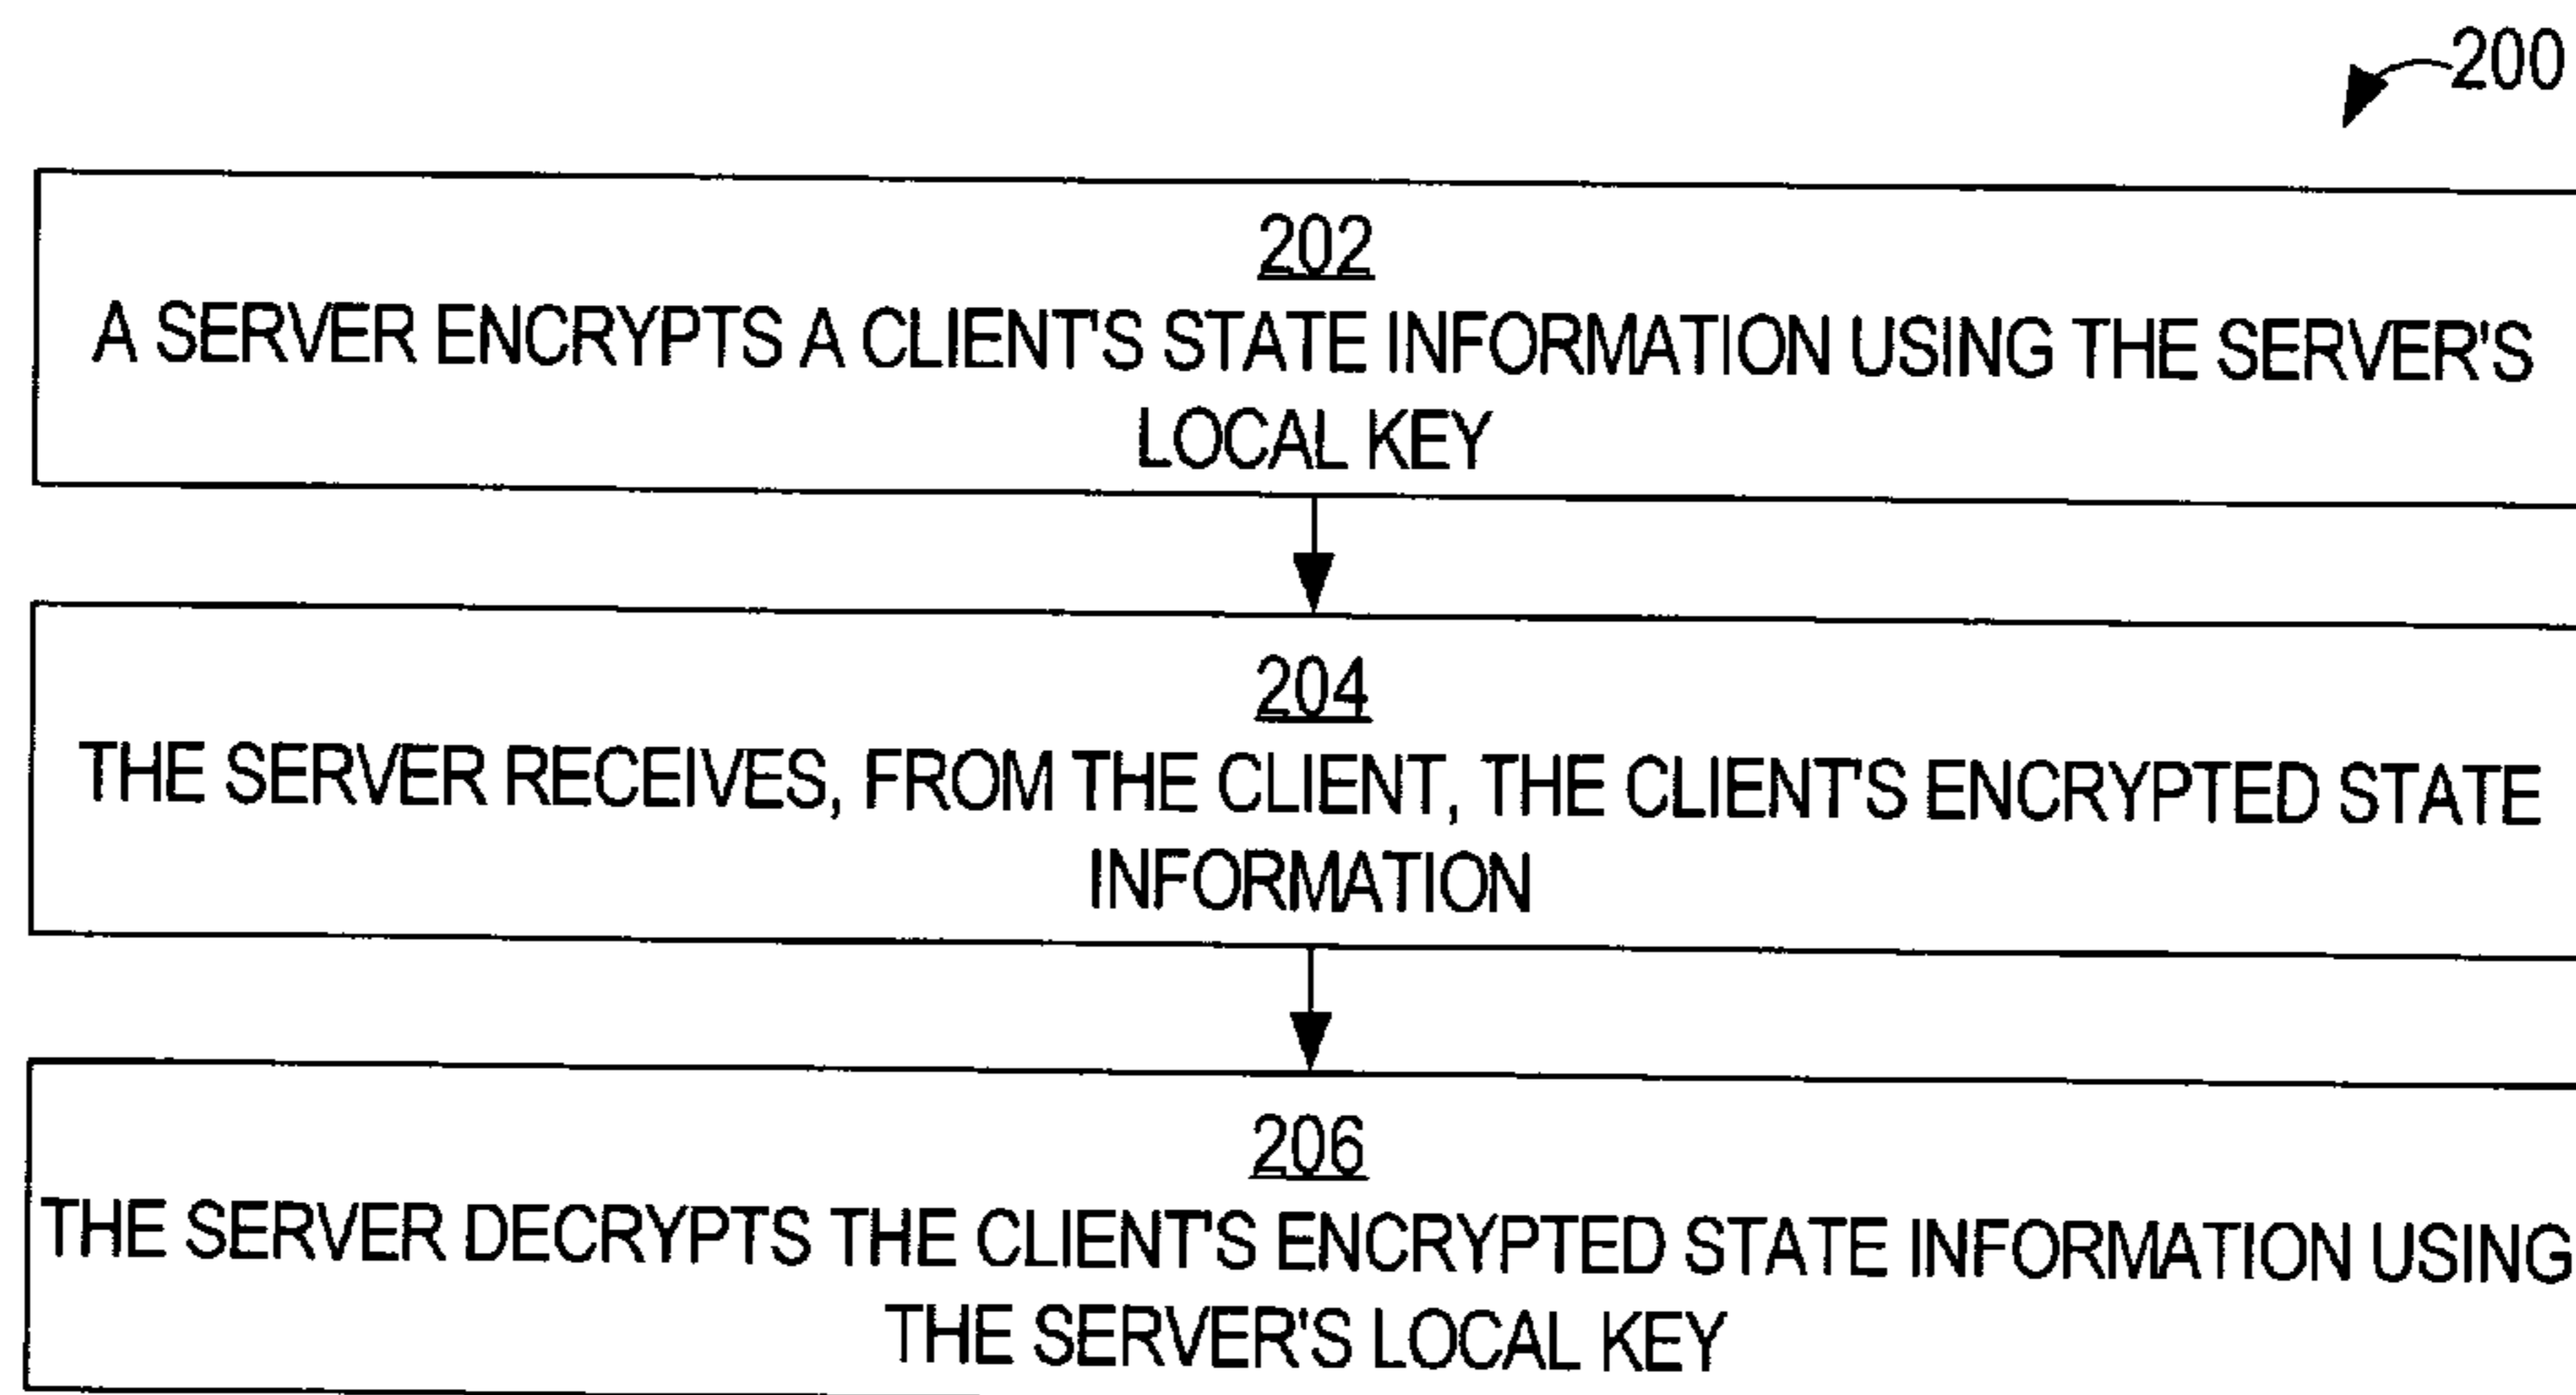 200
202
A SERVER ENCRYPTS A CLIENT'S STATE INFORMATION USING THE SERVER'S
LOCAL KEY
204
THE SERVER RECEIVES, FROM THE CLIENT, THE CLIENT'S ENCRYPTED STATE
INFORMATION
206
THE SERVER DECRYPTS THE CLIENT'S ENCRYPTED STATE INFORMATION USING
THE SERVER'S LOCAL KEY